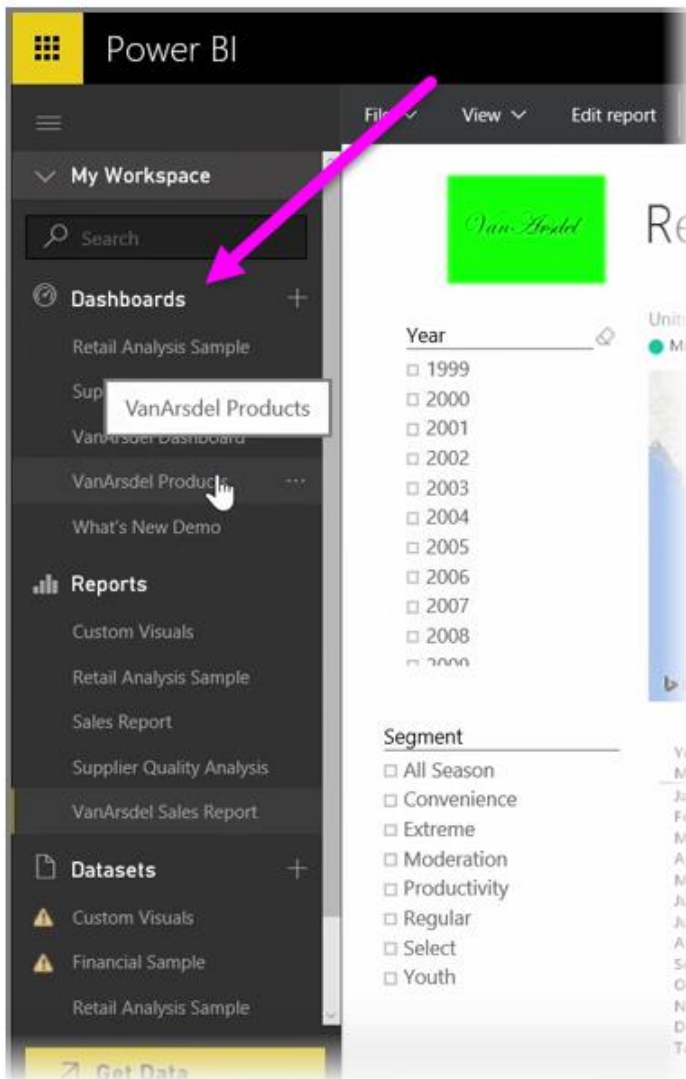 Power BI
File View Edit report
My Workspace
Search
Dashboards
Retail Analysis Sample
VanArsdel Products
VanArsdel Dashboard
VanArsdel Products ...
What's New Demo
Reports
Custom Visuals
Retail Analysis Sample
Sales Report
Supplier Quality Analysis
VanArsdel Sales Report
Datasets
Custom Visuals
Financial Sample
Retail Analysis Sample
Get Data
VanArsdel
Year
1999
2000
2001
2002
2003
2004
2005
2006
2007
2008
2009
Segment
All Season
Convenience
Extreme
Moderation
Productivity
Regular
Select
Youth